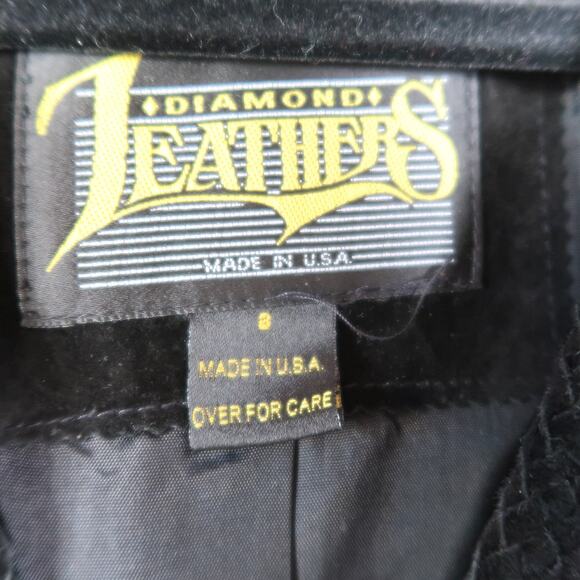 DIAMOND
LEATHERS
MADE IN U.S.A.
8
MADE IN U.S.A.
OVER FOR CARE